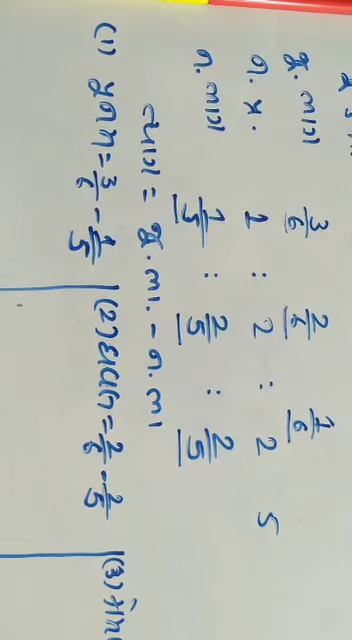 જૂ. ભાગ 3/6 2/6 1/6
ન. પ્ર. 1 : 2 : 2 5
ન. ભાગ 1/5 : 2/5 : 2/5
ત્યાગ = જૂ. ભા. - ન. ભા
(1) = 3/6 - 1/5 (2) = 2/6 - 2/5 (3)